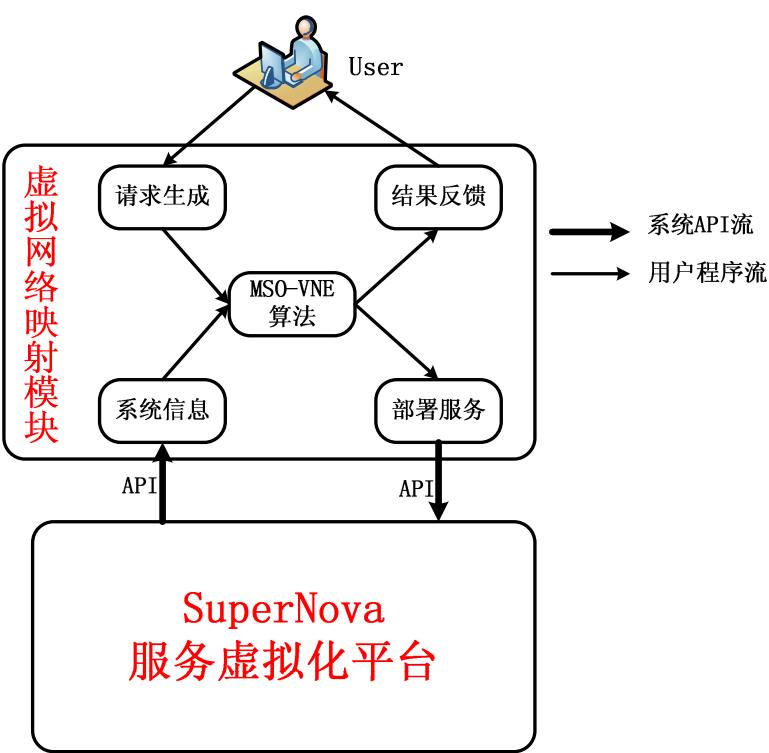 User
虚拟网络映射模块
请求生成
结果反馈
系统API流
用户程序流
MSO-VNE
算法
系统信息
部署服务
API
API
SuperNova
服务虚拟化平台